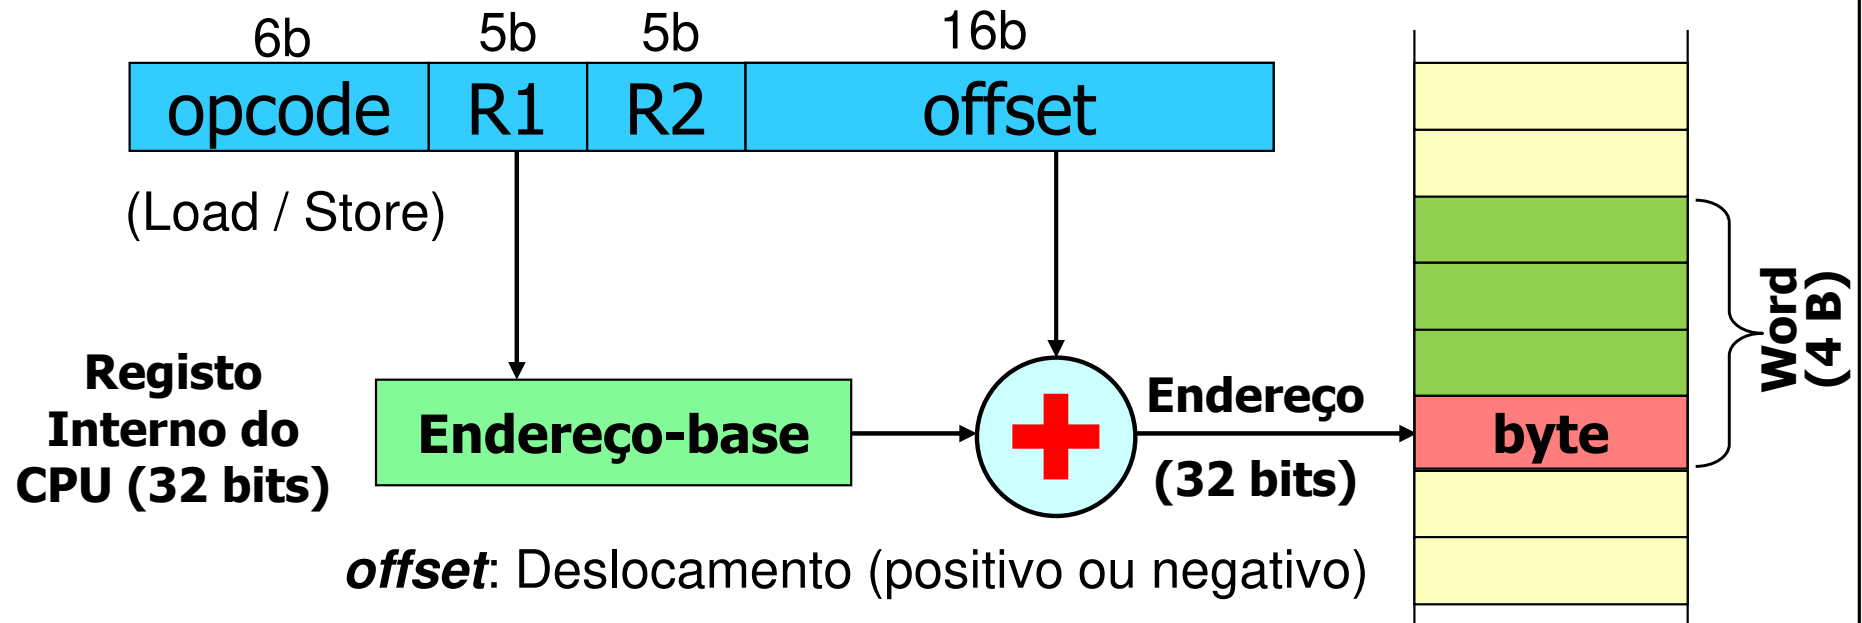 6b 5b 5b 16b
opcode R1 R2 offset
(Load / Store)
Registo
Interno do
CPU (32 bits)
Endereço-base
Endereço
(32 bits)
byte
Word
(4 B)
offset: Deslocamento (positivo ou negativo)